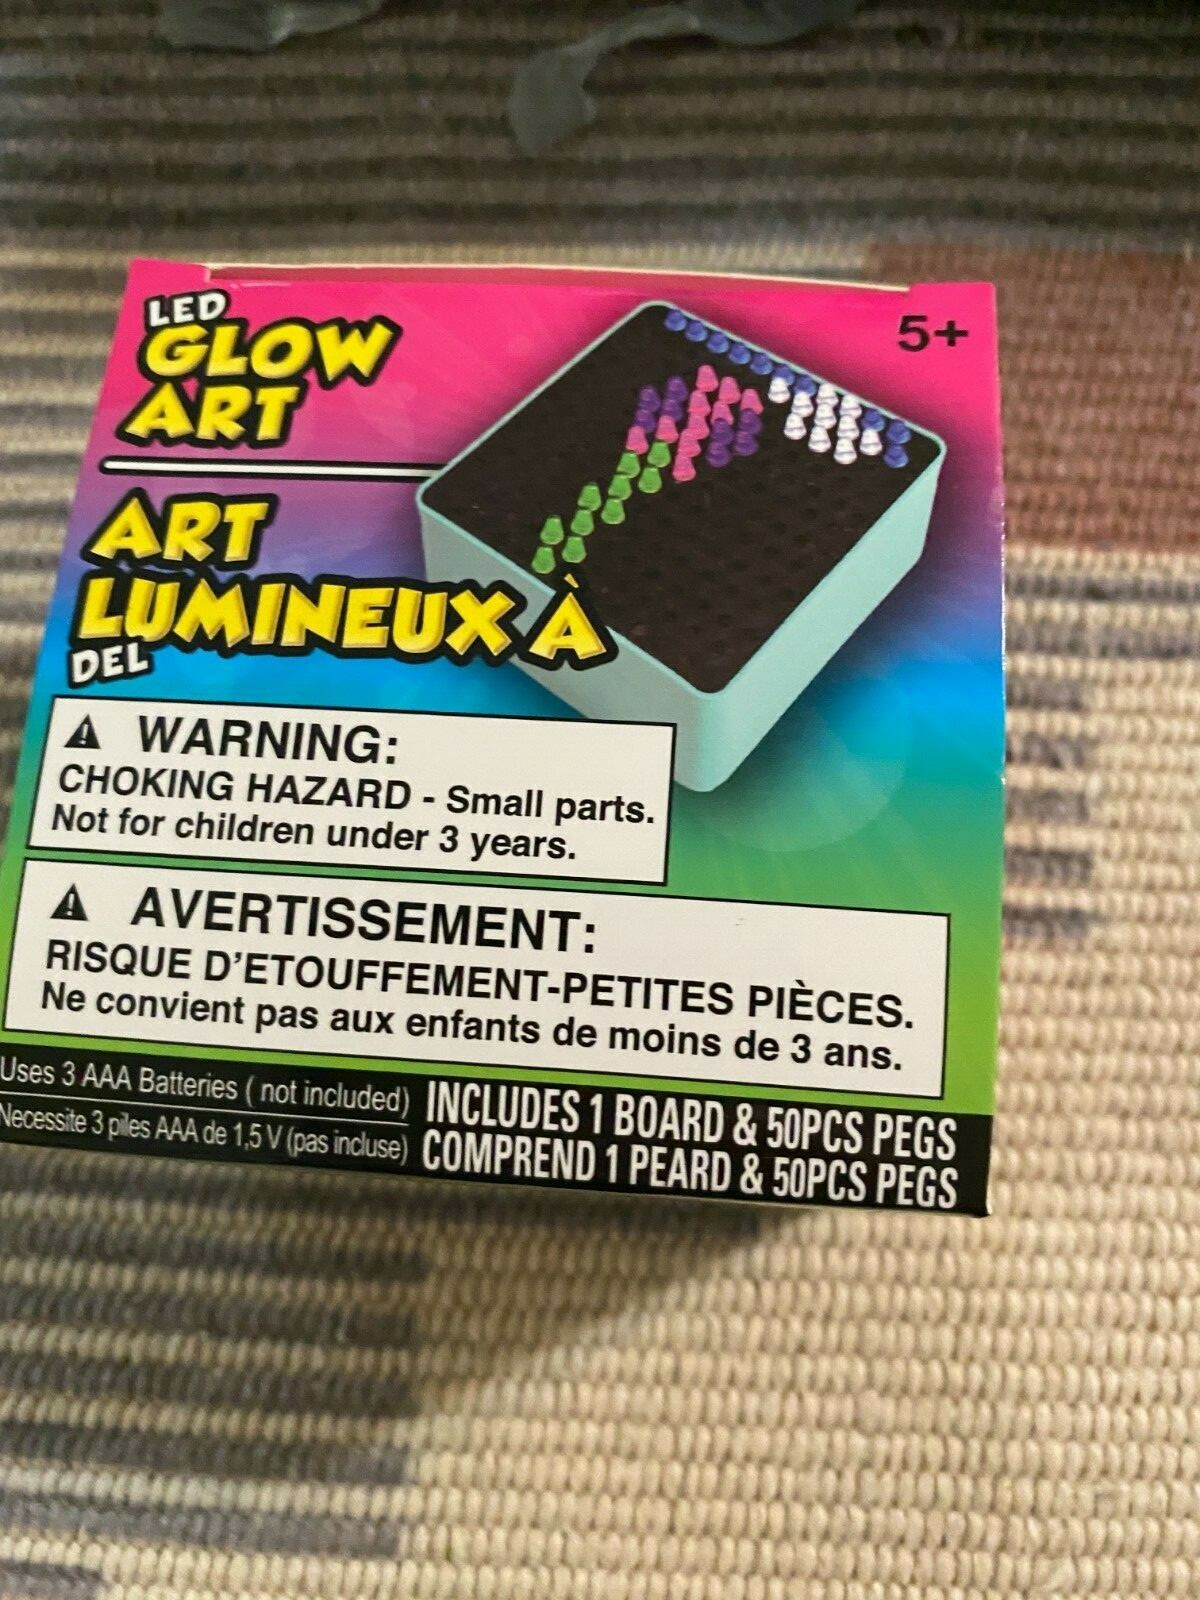 LED
GLOW
ART
5+
ART
LUMINEUX À
DEL
WARNING:
CHOKING HAZARD - Small parts.
Not for children under 3 years.
AVERTISSEMENT:
RISQUE D'ETOUFFEMENT-PETITES PIÈCES.
Ne convient pas aux enfants de moins de 3 ans.
Uses 3 AAA Batteries ( not included)
Necessite 3 piles AAA de 1,5 V (pas incluse)
INCLUDES 1 BOARD & 50PCS PEGS
COMPREND 1 PEARD & 50PCS PEGS